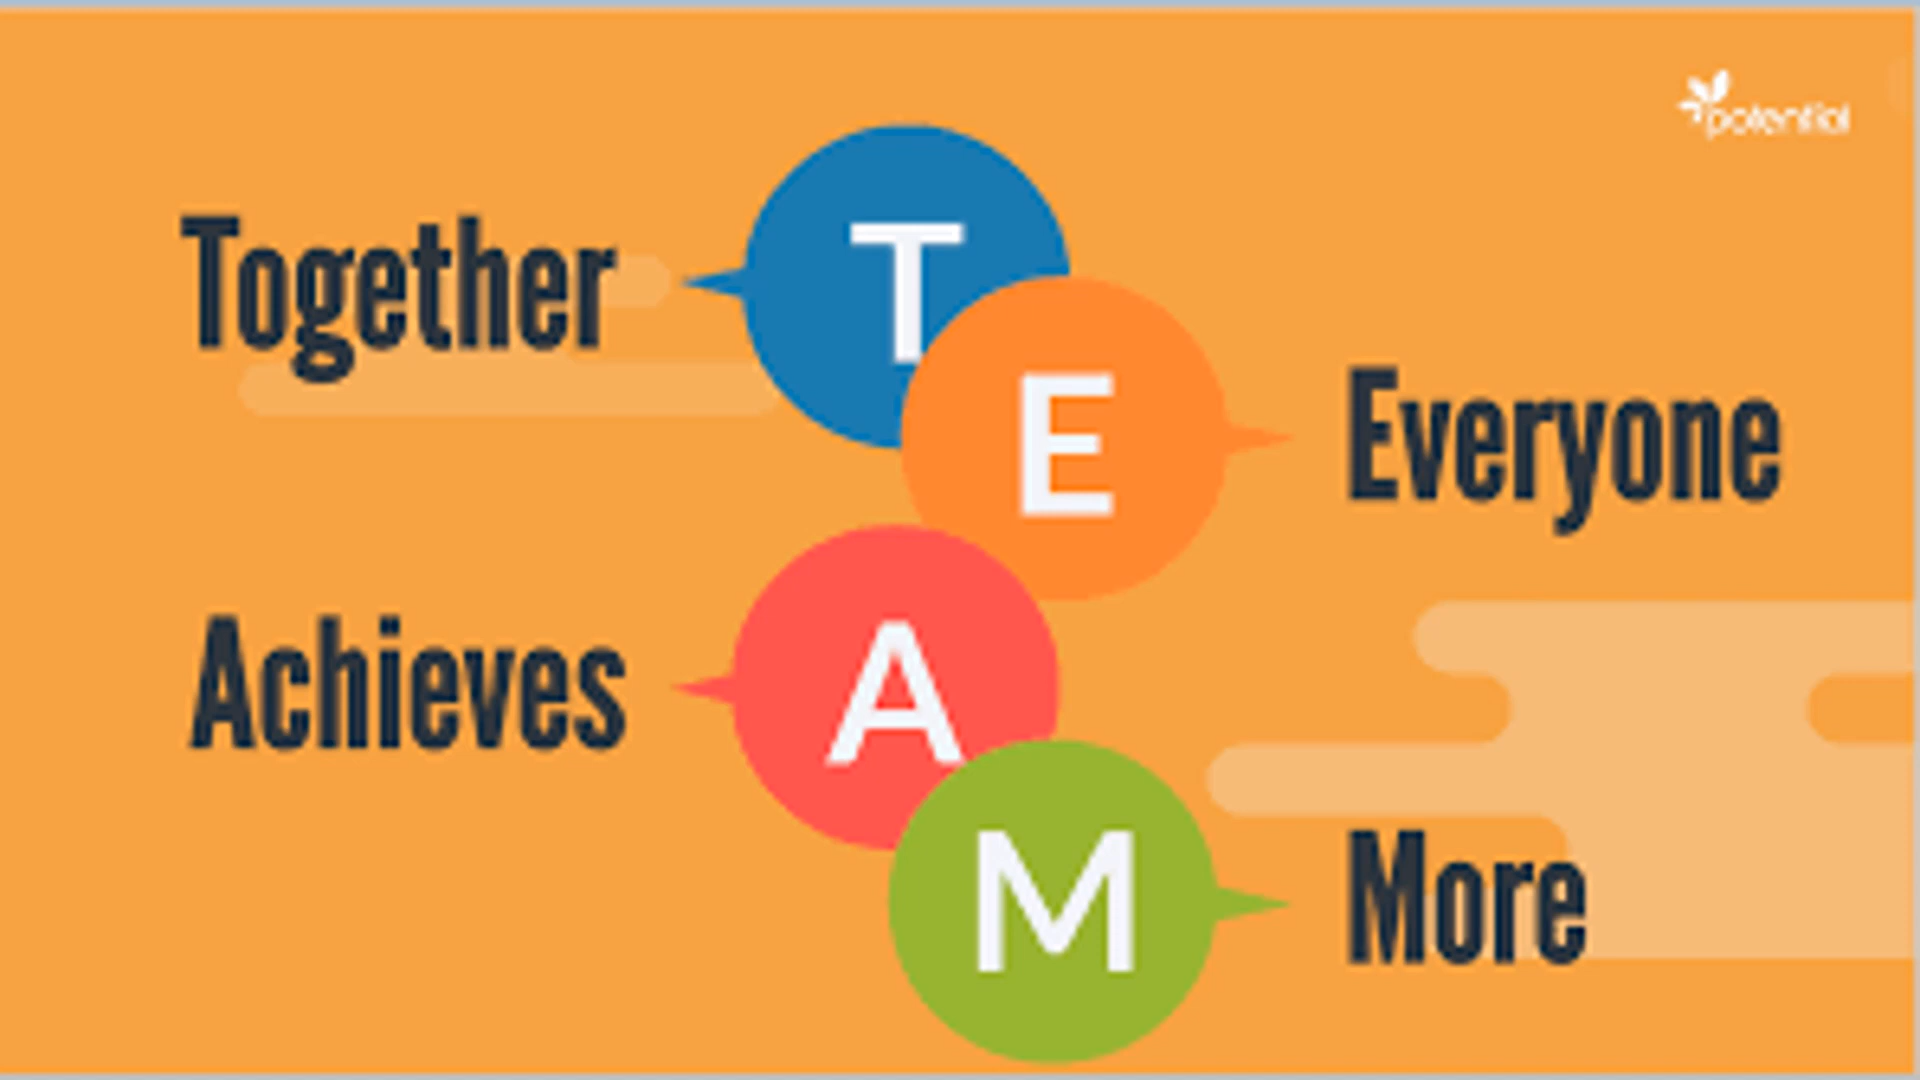 potential
Together
T
E
Everyone
Achieves
A
M
More